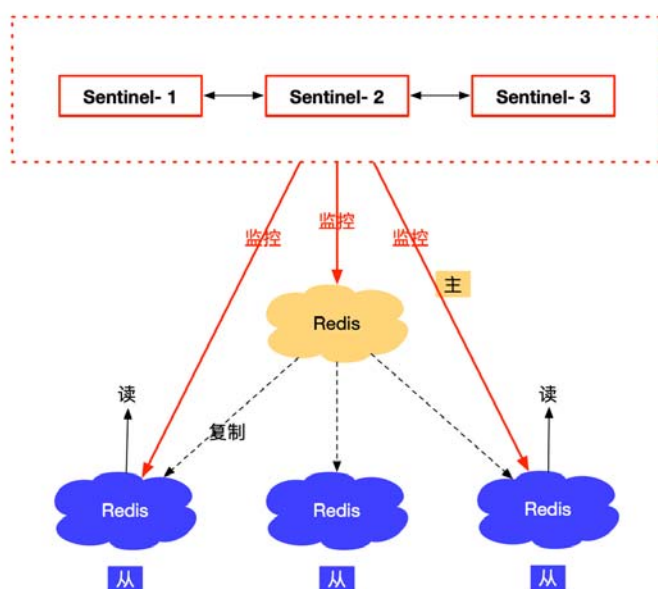 Sentinel- 1
Sentinel- 2
Sentinel- 3
监控
监控
监控
主
Redis
读
复制
读
Redis
Redis
Redis
从
从
从